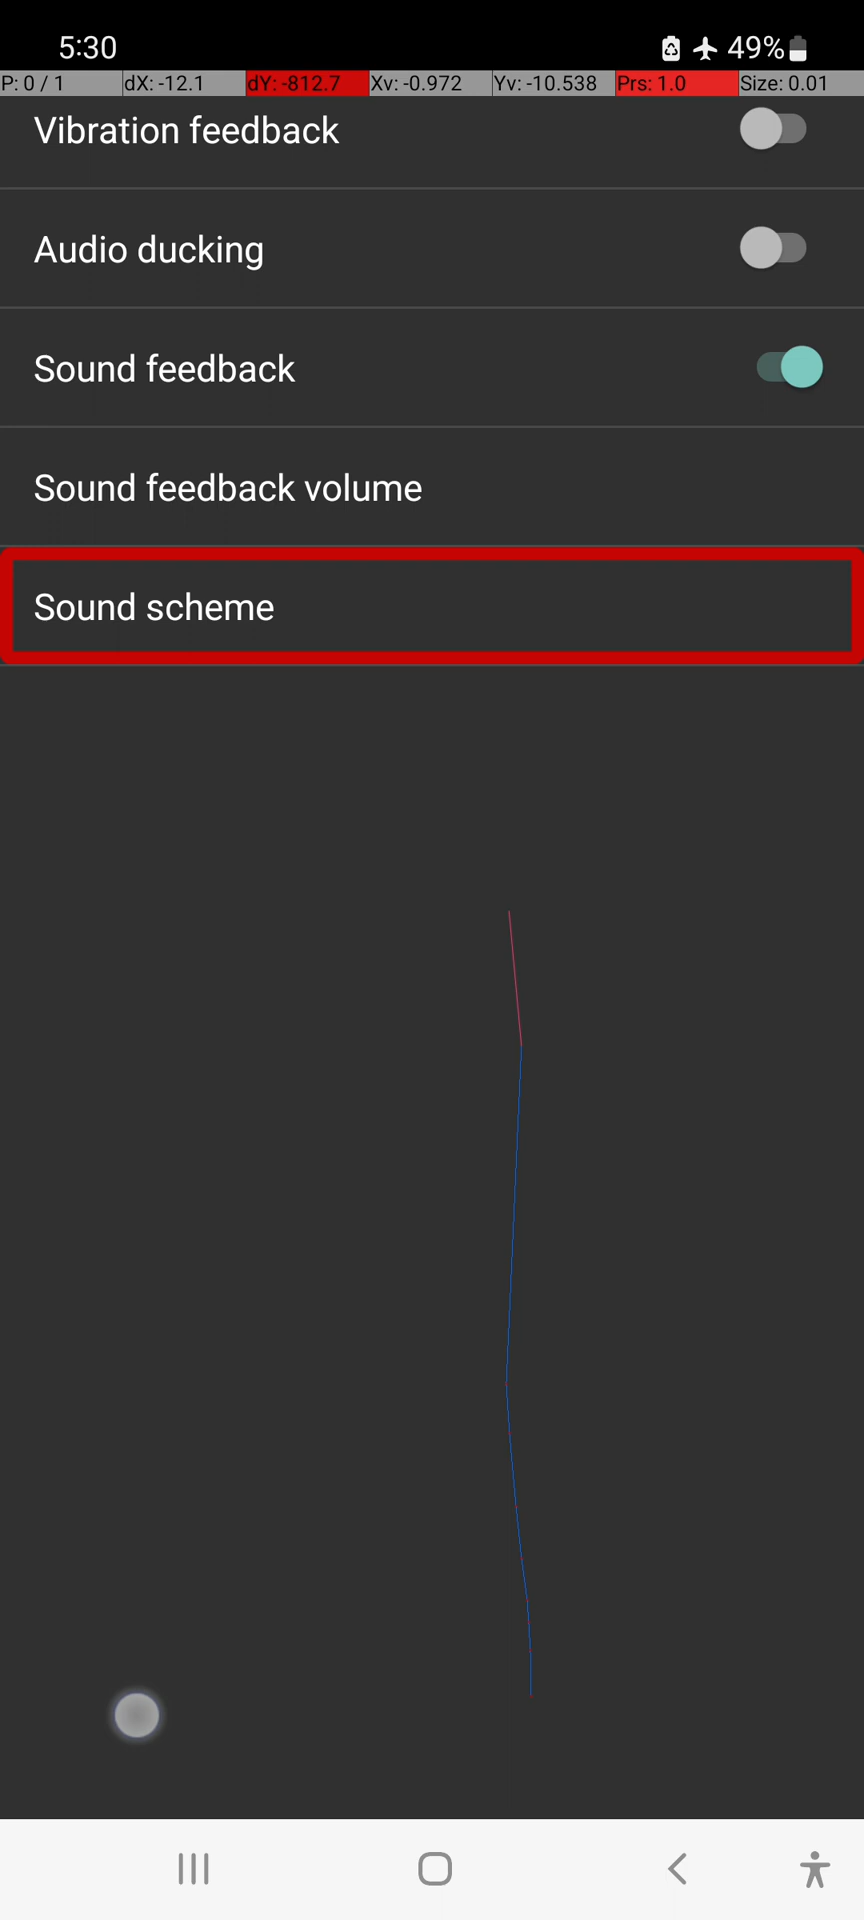 5:30 49%
P: 0 / 1 dX: -12.1 dY: -812.7 Xv: -0.972 Yv: -10.538 Prs: 1.0 Size: 0.01
Vibration feedback
Audio ducking
Sound feedback
Sound feedback volume
Sound scheme